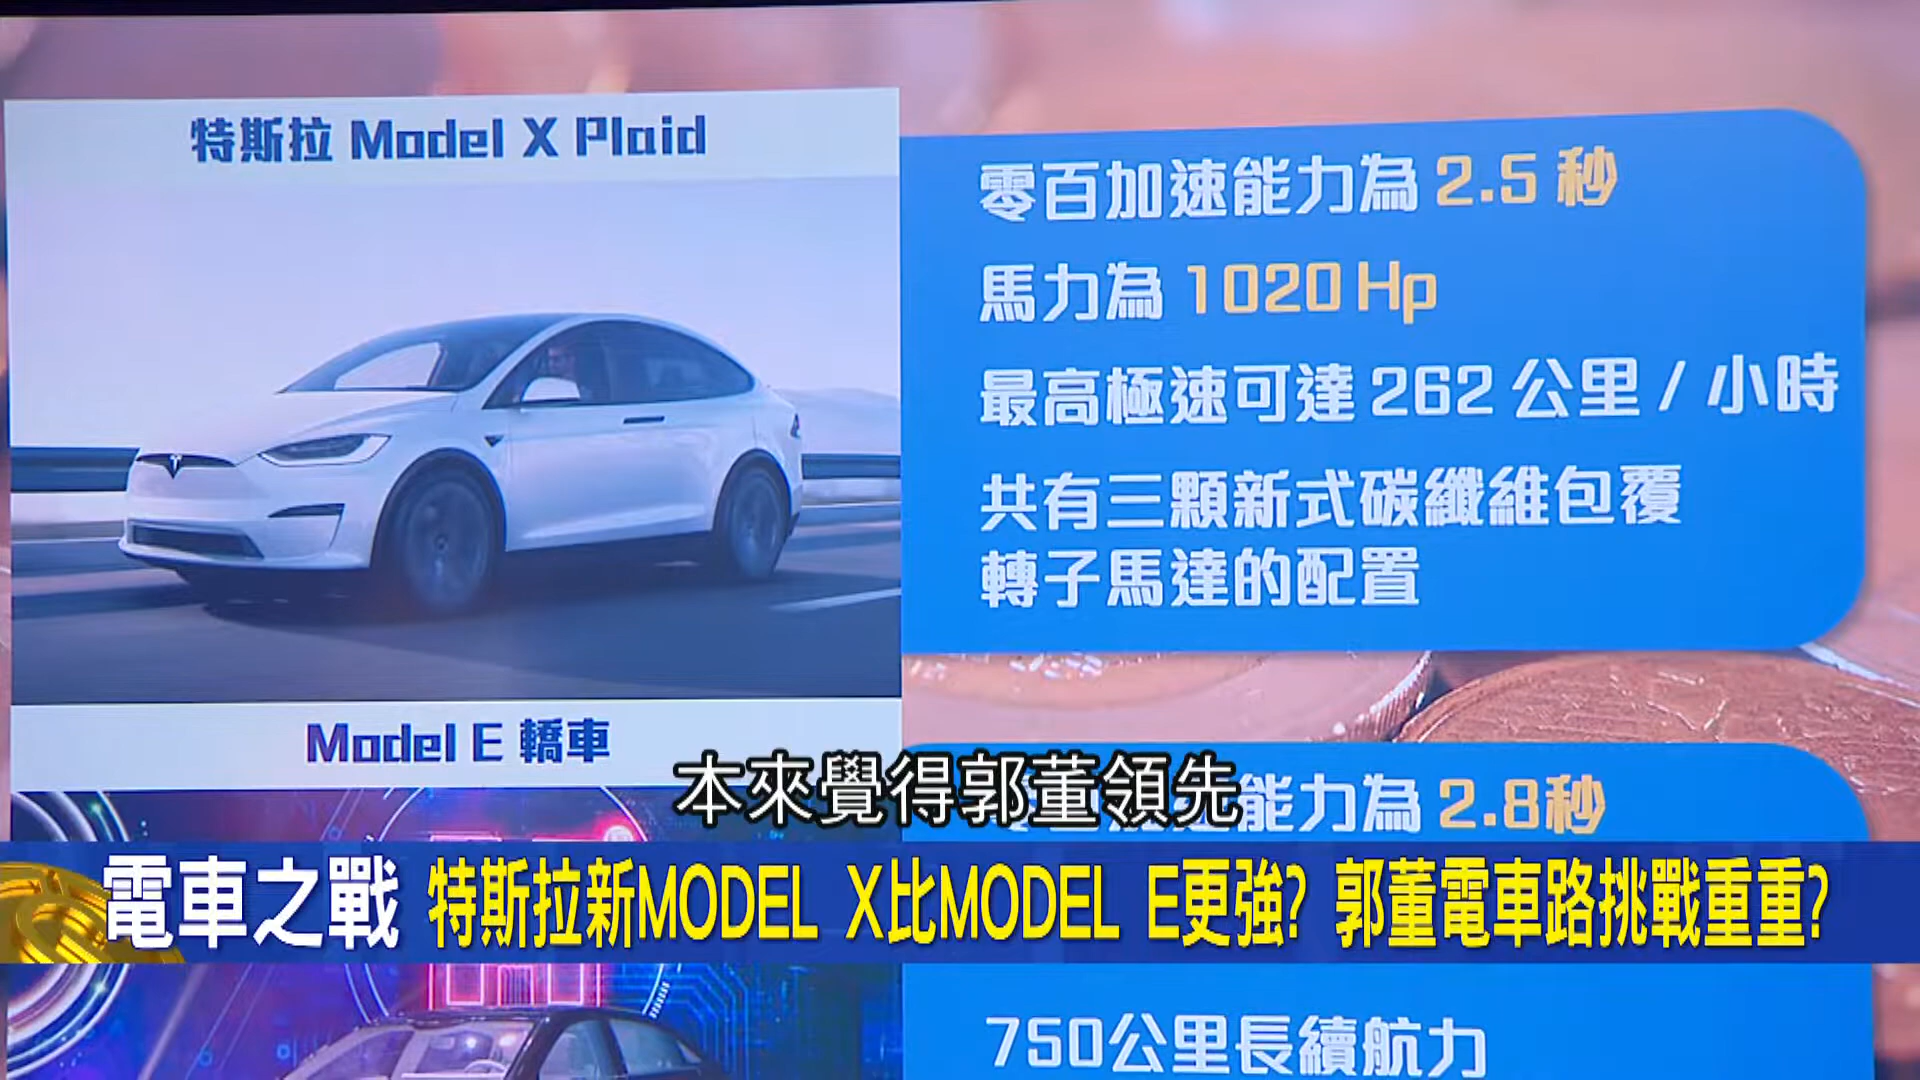 特斯拉 Model X Plaid
零百加速能力為 2.5 秒
馬力為 1020 Hp
最高極速可達 262 公里 / 小時
共有三顆新式碳纖維包覆
轉子馬達的配置
Model E 轎車
能力為 2.8秒
本來覺得郭董領先
電車之戰 特斯拉新MODEL X比MODEL E更強? 郭董電車路挑戰重重?
750公里長續航力